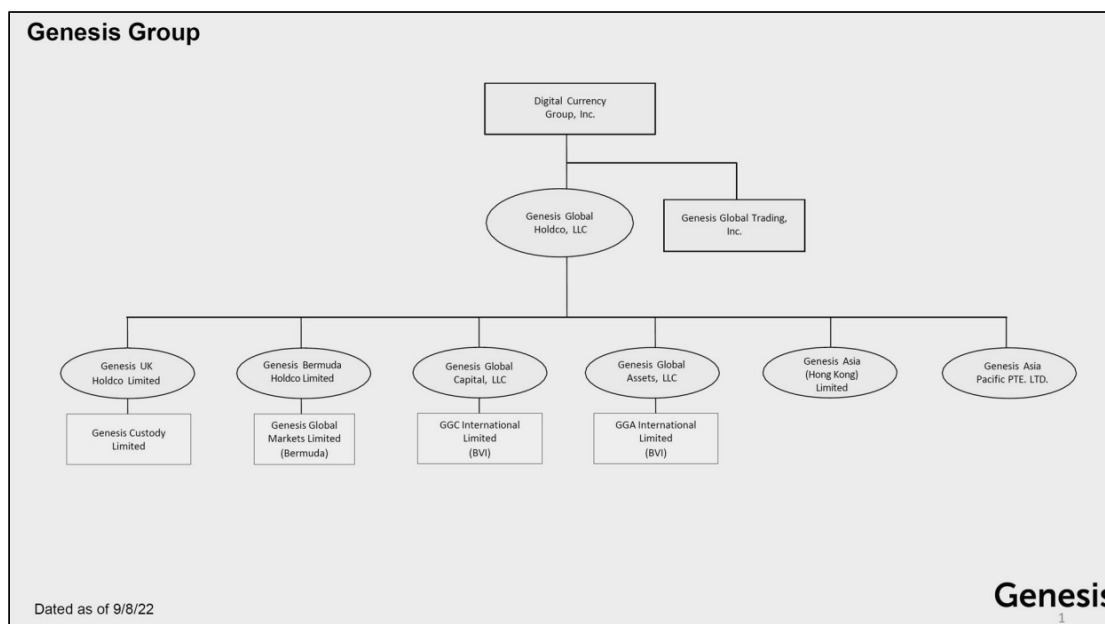 Genesis Group
Digital Currency
Group, Inc.
Genesis Global
Holdco, LLC
Genesis Global Trading,
Inc.
Genesis UK
Holdco Limited
Genesis Bermuda
Holdco Limited
Genesis Global
Capital, LLC
Genesis Global
Assets, LLC
Genesis Asia
(Hong Kong)
Limited
Genesis Asia
Pacific PTE. LTD.
Genesis Custody
Limited
Genesis Global
Markets Limited
(Bermuda)
GGC International
Limited
(BVI)
GGA International
Limited
(BVI)
Dated as of 9/8/22
Genesis
1